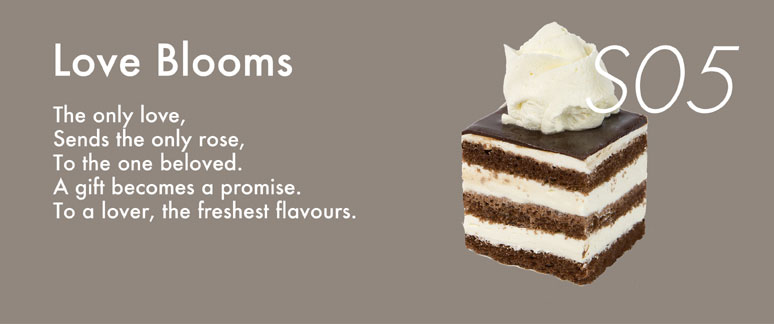 Love Blooms
S05
The only love,
Sends the only rose,
To the one beloved.
A gift becomes a promise.
To a lover, the freshest flavours.